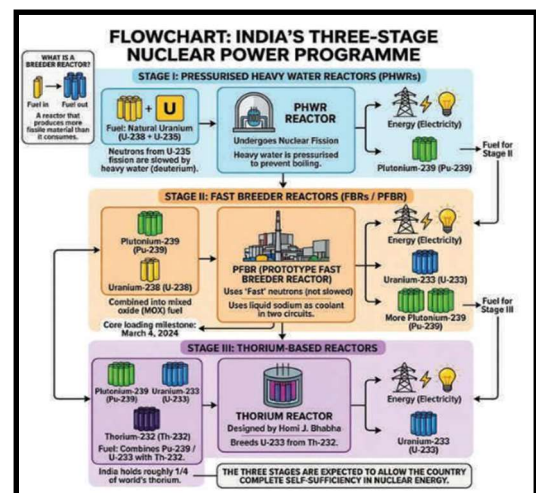 FLOWCHART: INDIA'S THREE-STAGE
NUCLEAR POWER PROGRAMME
WHAT IS A
BREEDER REACTOR?
Fuel in
Fuel out
A reactor that
produces more
fissile material than
it consumes.
STAGE I: PRESSURISED HEAVY WATER REACTORS (PHWRs)
+ U
Fuel: Natural Uranium
(U-238 + U-235)
Neutrons from U-235
fission are slowed by
heavy water (deuterium).
PHWR
REACTOR
Undergoes Nuclear Fission
Heavy water is pressurised
to prevent boiling.
Energy (Electricity)
Plutonium-239 (Pu-239)
Fuel for
Stage II
STAGE II: FAST BREEDER REACTORS (FBRs / PFBR)
Plutonium-239
(Pu-239)
Uranium-238 (U-238)
Combined into mixed
oxide (MOX) fuel
Core loading milestone:
March 4, 2024
PFBR (PROTOTYPE FAST
BREEDER REACTOR)
Uses 'Fast' neutrons (not slowed)
Uses liquid sodium as coolant
in two circuits.
Energy (Electricity)
Uranium-233 (U-233)
More Plutonium-239
(Pu-239)
Fuel for
Stage III
STAGE III: THORIUM-BASED REACTORS
Plutonium-239
(Pu-239)
Uranium-233
(U-233)
Thorium-232 (Th-232)
Fuel: Combines Pu-239 /
U-233 with Th-232.
India holds roughly 1/4
of world's thorium.
THORIUM REACTOR
Designed by Homi J. Bhabha
Breeds U-233 from Th-232.
Energy (Electricity)
Uranium-233
(U-233)
THE THREE STAGES ARE EXPECTED TO ALLOW THE COUNTRY
COMPLETE SELF-SUFFICIENCY IN NUCLEAR ENERGY.